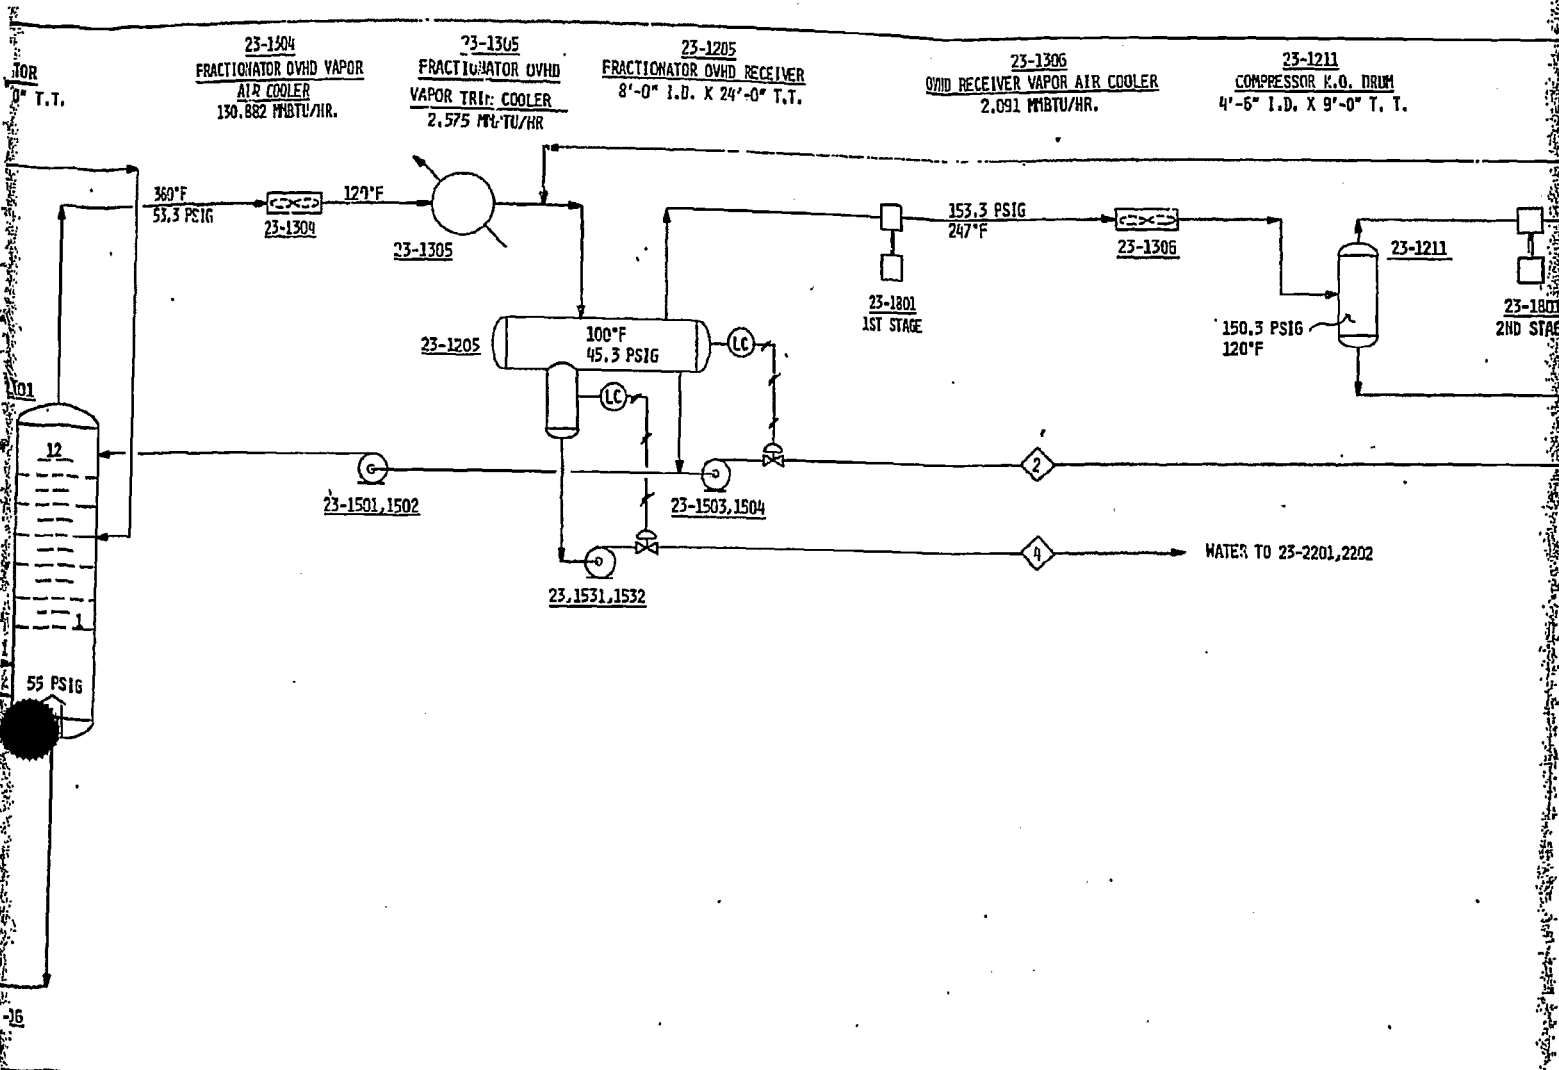 TOR
0" T.T.
23-1304
FRACTIONATOR OVHD VAPOR
AIR COOLER
130.882 MMBTU/HR.
23-1305
FRACTIONATOR OVHD
VAPOR TRIM COOLER
2.575 MMBTU/HR
23-1205
FRACTIONATOR OVHD RECEIVER
8'-0" I.D. X 24'-0" T.T.
23-1306
OVHD RECEIVER VAPOR AIR COOLER
2.091 MMBTU/HR.
23-1211
COMPRESSOR K.O. DRUM
4'-6" I.D. X 9'-0" T. T.
360°F
53.3 PSIG
23-1304
120°F
23-1305
153.3 PSIG
247°F
23-1306
23-1211
23-1801
1ST STAGE
23-1801
2ND STAGE
150.3 PSIG
120°F
23-1205
100°F
45.3 PSIG
LC
LC
01
12
23-1501,1502
23-1503,1504
2
4
WATER TO 23-2201,2202
23,1531,1532
1
55 PSIG
-16